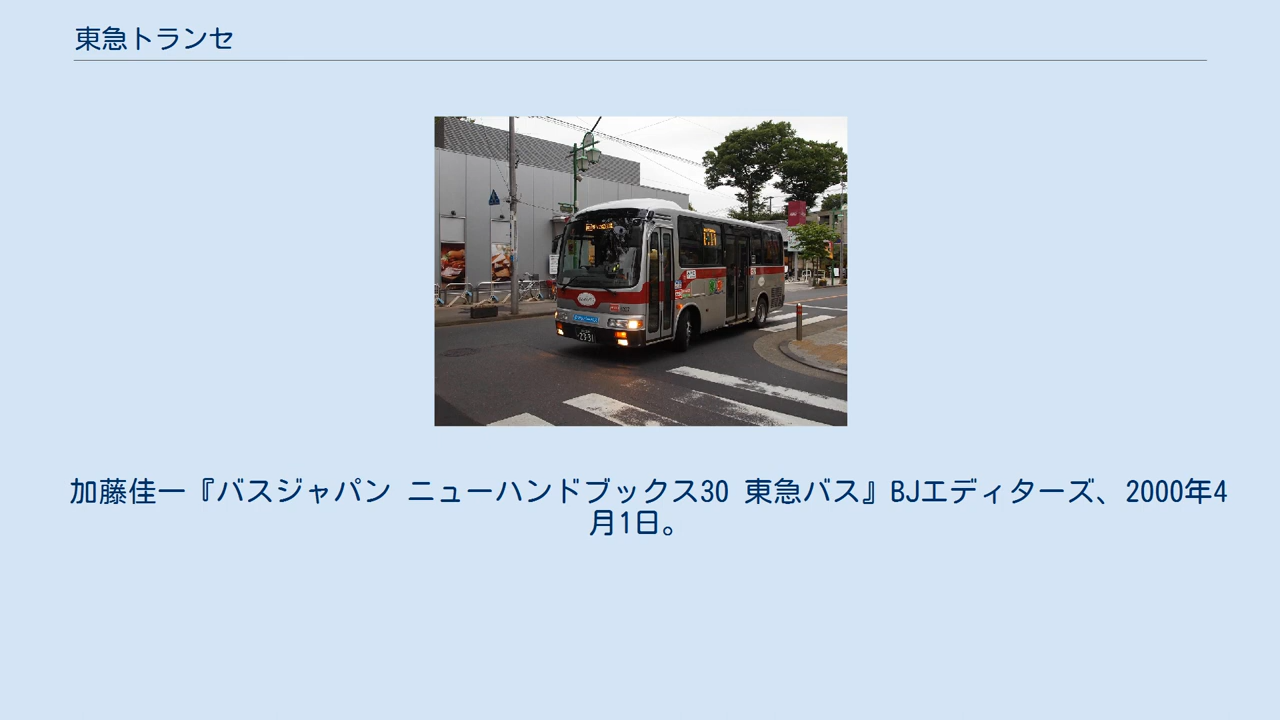 東急トランセ
加藤佳一『バスジャパン ニューハンドブックス30 東急バス』BJエディターズ、2000年4
月1日。